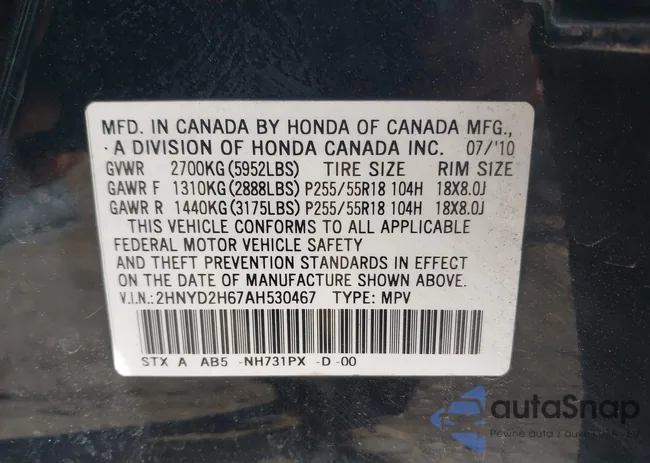 MFD. IN CANADA BY HONDA OF CANADA MFG.,
A DIVISION OF HONDA CANADA INC. 07/'10
GVWR 2700KG(5952LBS) TIRE SIZE RIM SIZE
GAWR F 1310KG(2888LBS) P255/55R18 104H 18X8.0J
GAWR R 1440KG(3175LBS) P255/55R18 104H 18X8.0J
THIS VEHICLE CONFORMS TO ALL APPLICABLE
FEDERAL MOTOR VEHICLE SAFETY
AND THEFT PREVENTION STANDARDS IN EFFECT
ON THE DATE OF MANUFACTURE SHOWN ABOVE.
V.I.N.:2HNYD2H67AH530467 TYPE: MPV
STX A AB5 -NH731PX -D -00
autaSnap
Pewne auta z